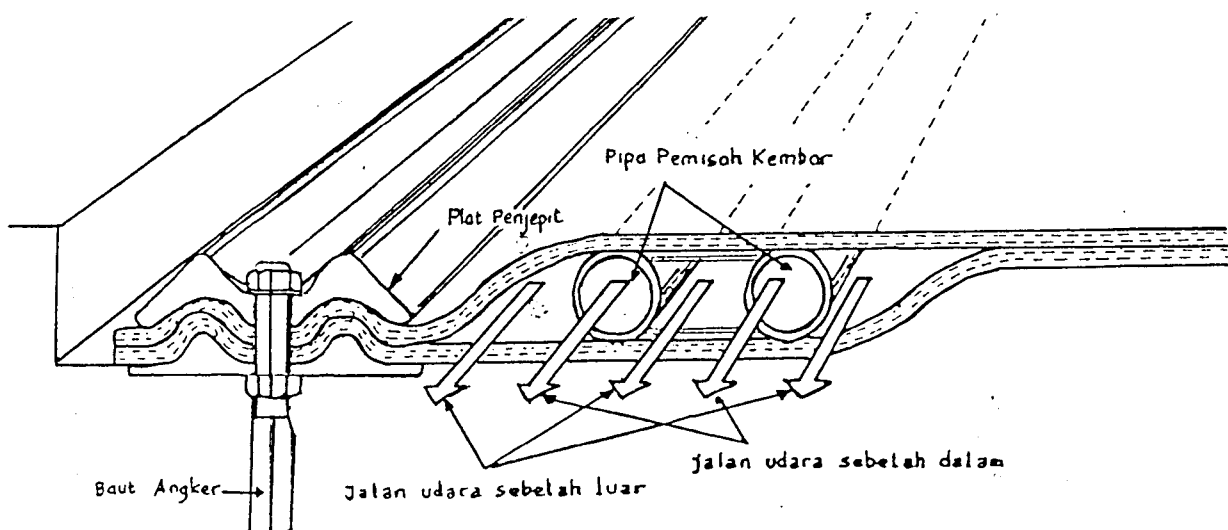 Pipa Pemisah Kembar
Plat Penjepit
Jalan udara sebelah dalam
Jalan udara sebelah luar
Baut Angker